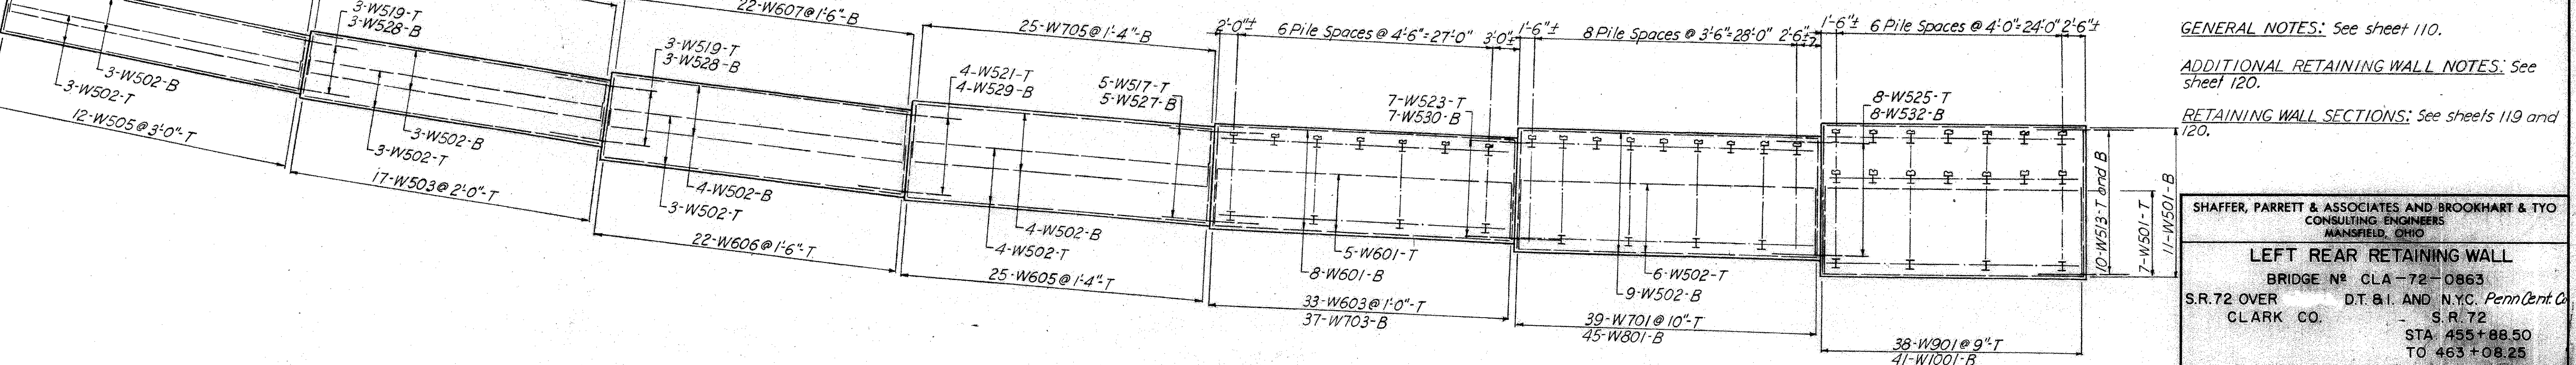 3-W519-T
3-W528-B
22-W607@1'-6"-B
25-W705@1'-4"-B
2'-0"±
6 Pile Spaces @ 4'-6"=27'-0"
3'-0"±
1'-6"±
8 Pile Spaces @ 3'-6"=28'-0"
2'-6"±
1'-6"±
6 Pile Spaces @ 4'-0"=24'-0"
2'-6"±
3-W502-B
3-W502-T
12-W505@3'-0"-T
3-W519-T
3-W528-B
3-W502-B
3-W502-T
17-W503@2'-0"-T
4-W521-T
4-W529-B
4-W502-B
3-W502-T
22-W606@1'-6"-T
5-W517-T
5-W527-B
4-W502-B
4-W502-T
25-W605@1'-4"-T
7-W523-T
7-W530-B
5-W601-T
8-W601-B
33-W603@1'-0"-T
37-W703-B
6-W502-T
9-W502-B
39-W701@10"-T
45-W801-B
8-W525-T
8-W532-B
10-W513-T and B
7-W501-T
11-W501-B
38-W901@9"-T
41-W1001-B
GENERAL NOTES: See sheet 110.
ADDITIONAL RETAINING WALL NOTES: See
sheet 120.
RETAINING WALL SECTIONS: See sheets 119 and
120.
SHAFFER, PARRETT & ASSOCIATES AND BROOKHART & TYO
CONSULTING ENGINEERS
MANSFIELD, OHIO
LEFT REAR RETAINING WALL
BRIDGE Nº CLA-72-0863
S.R.72 OVER D.T. & I. AND N.Y.C. Penn Cent. Co
CLARK CO. S.R. 72
STA. 455+88.50
TO 463+08.25